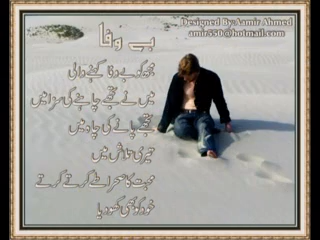 Designed By:Aamir Ahmed
amir550@hotmail.com
بے وفا
مجھ کو بے وفا کہنے والی
میں نے تجھے چاہنے کی سزا میں
تجھے پانے کی چاہ میں
تیری تلاش میں
محبت کا صحرا طے کرتے کرتے
خود کو بھی کھو دیا